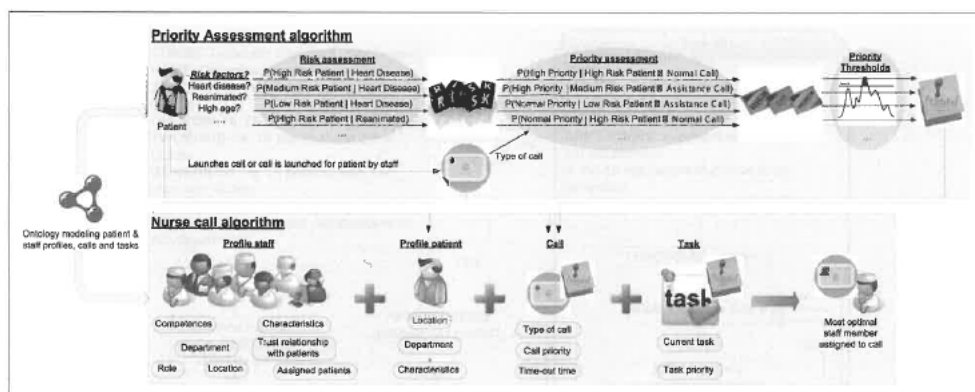 Priority Assessment algorithm
Risk assessment
Priority assessment
Priority
Thresholds
Risk factors?
Heart disease?
Reanimated?
High age?
....
Patient
P(High Risk Patient | Heart Disease)
P(Medium Risk Patient | Heart Disease)
P(Low Risk Patient | Heart Disease)
P(High Risk Patient | Reanimated)
....
RISK
P(High Priority | High Risk Patient Normal Call)
P(High Priority | Medium Risk Patient Assistance Call)
P(Normal Priority | Low Risk Patient Assistance Call)
P(Normal Priority | High Risk Patient Normal Call)
....
....
Launches call or call is launched for patient by staff
Type of call
Ontology modeling patient &
staff profiles, calls and tasks
Nurse call algorithm
Profile staff
Profile patient
Call
Task
Competences
Characteristics
Department
Trust relationship
with patients
Role
Location
Assigned patients
Location
Department
Characteristics
Type of call
Call priority
Time-out time
task
Current task
Task priority
Most optimal
staff member
assigned to call